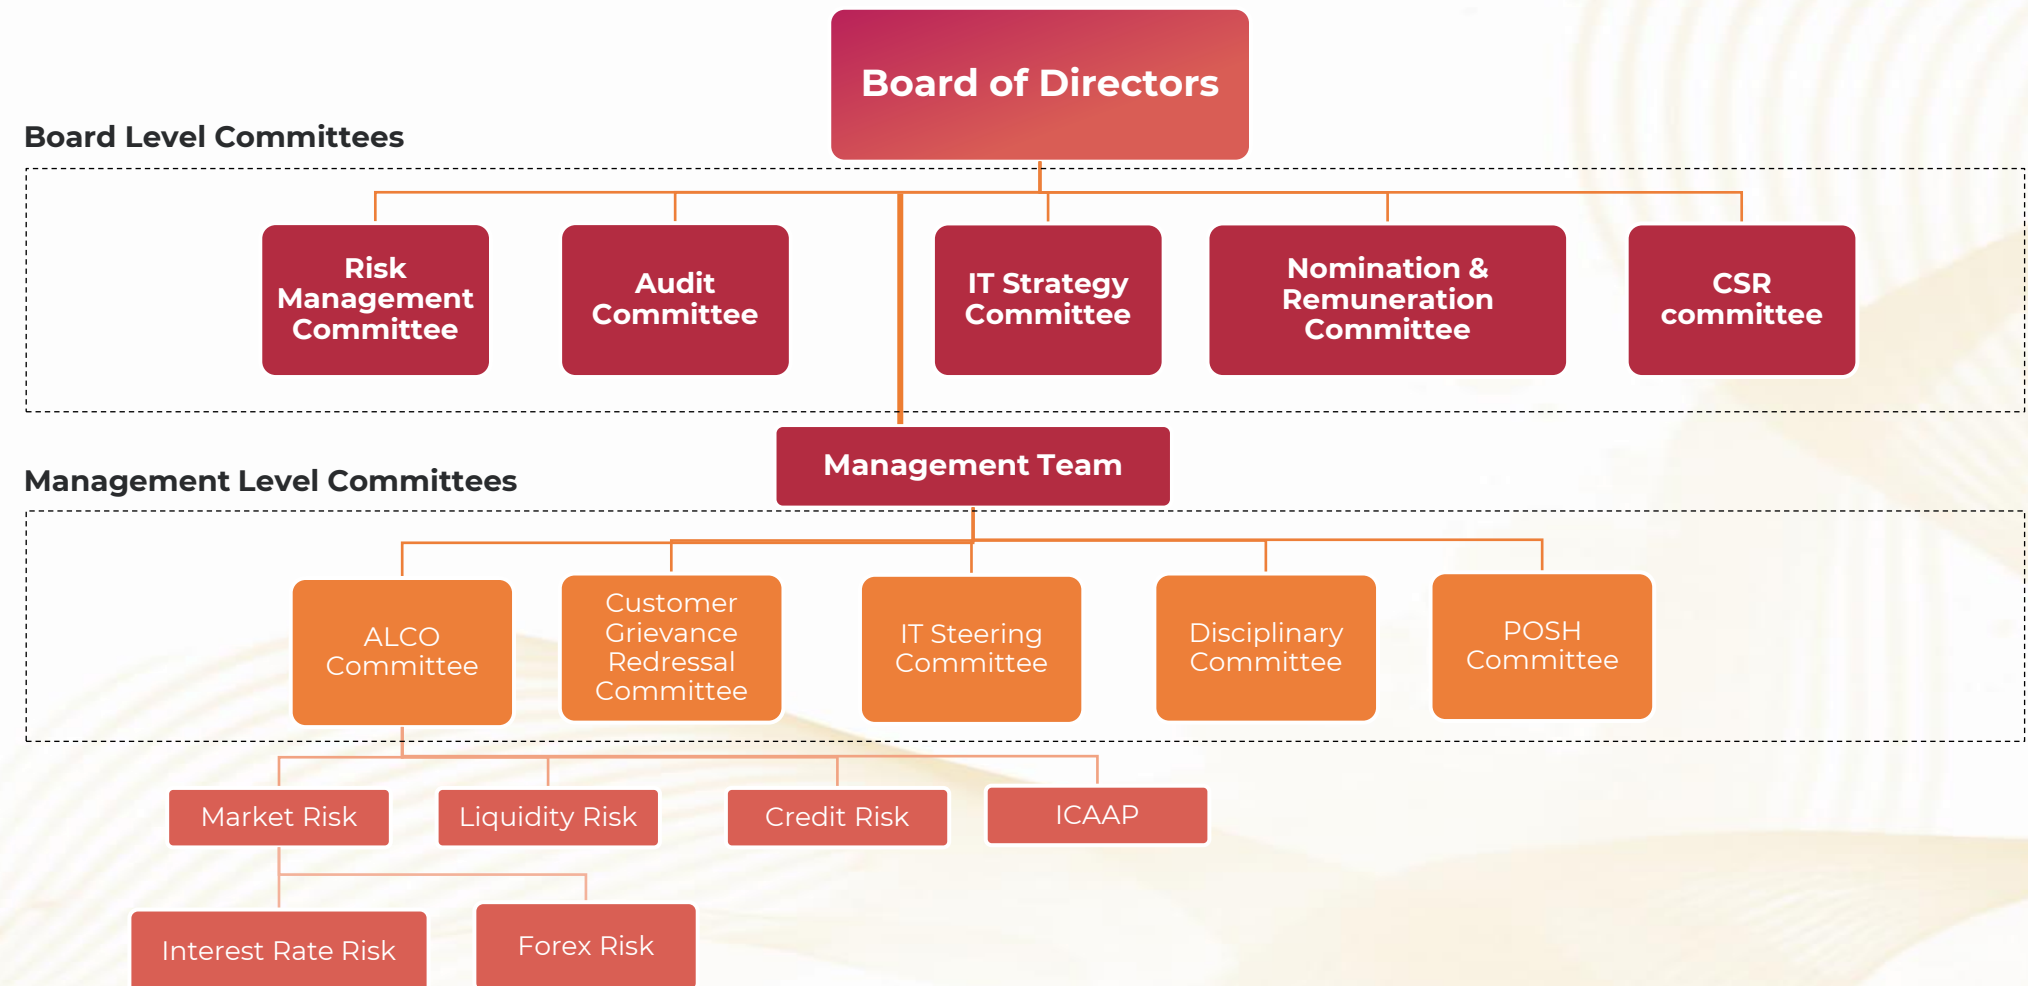 Board of Directors
Board Level Committees
Risk
Management
Committee
Audit
Committee
IT Strategy
Committee
Nomination &
Remuneration
Committee
CSR
committee
Management Team
Management Level Committees
ALCO
Committee
Customer
Grievance
Redressal
Committee
IT Steering
Committee
Disciplinary
Committee
POSH
Committee
Market Risk
Liquidity Risk
Credit Risk
ICAAP
Interest Rate Risk
Forex Risk